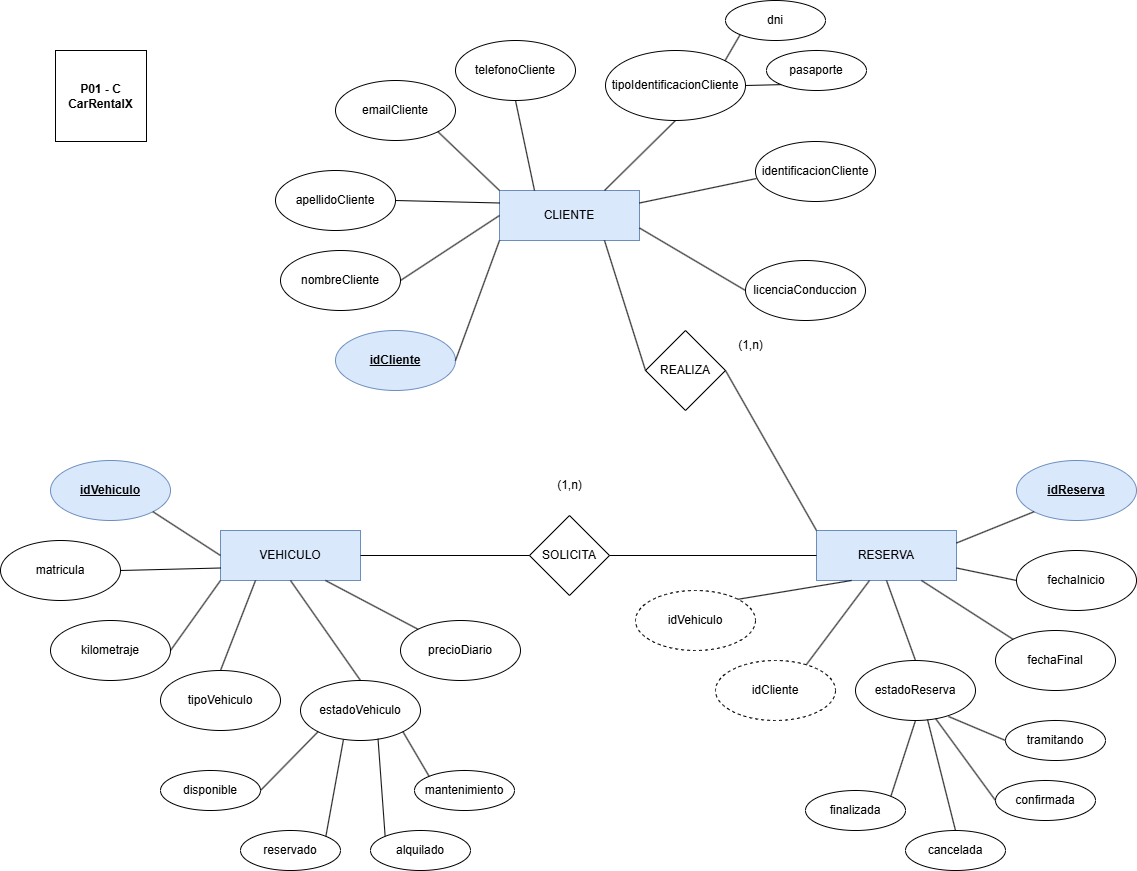 P01 - C
CarRentalX
dni
tipoIdentificacionCliente
pasaporte
telefonoCliente
emailCliente
identificacionCliente
apellidoCliente
CLIENTE
nombreCliente
licenciaConduccion
idCliente
REALIZA
(1,n)
idVehiculo
(1,n)
idReserva
VEHICULO
SOLICITA
RESERVA
matricula
fechaInicio
kilometraje
precioDiario
idVehiculo
fechaFinal
tipoVehiculo
estadoVehiculo
idCliente
estadoReserva
tramitando
disponible
mantenimiento
finalizada
confirmada
reservado
alquilado
cancelada